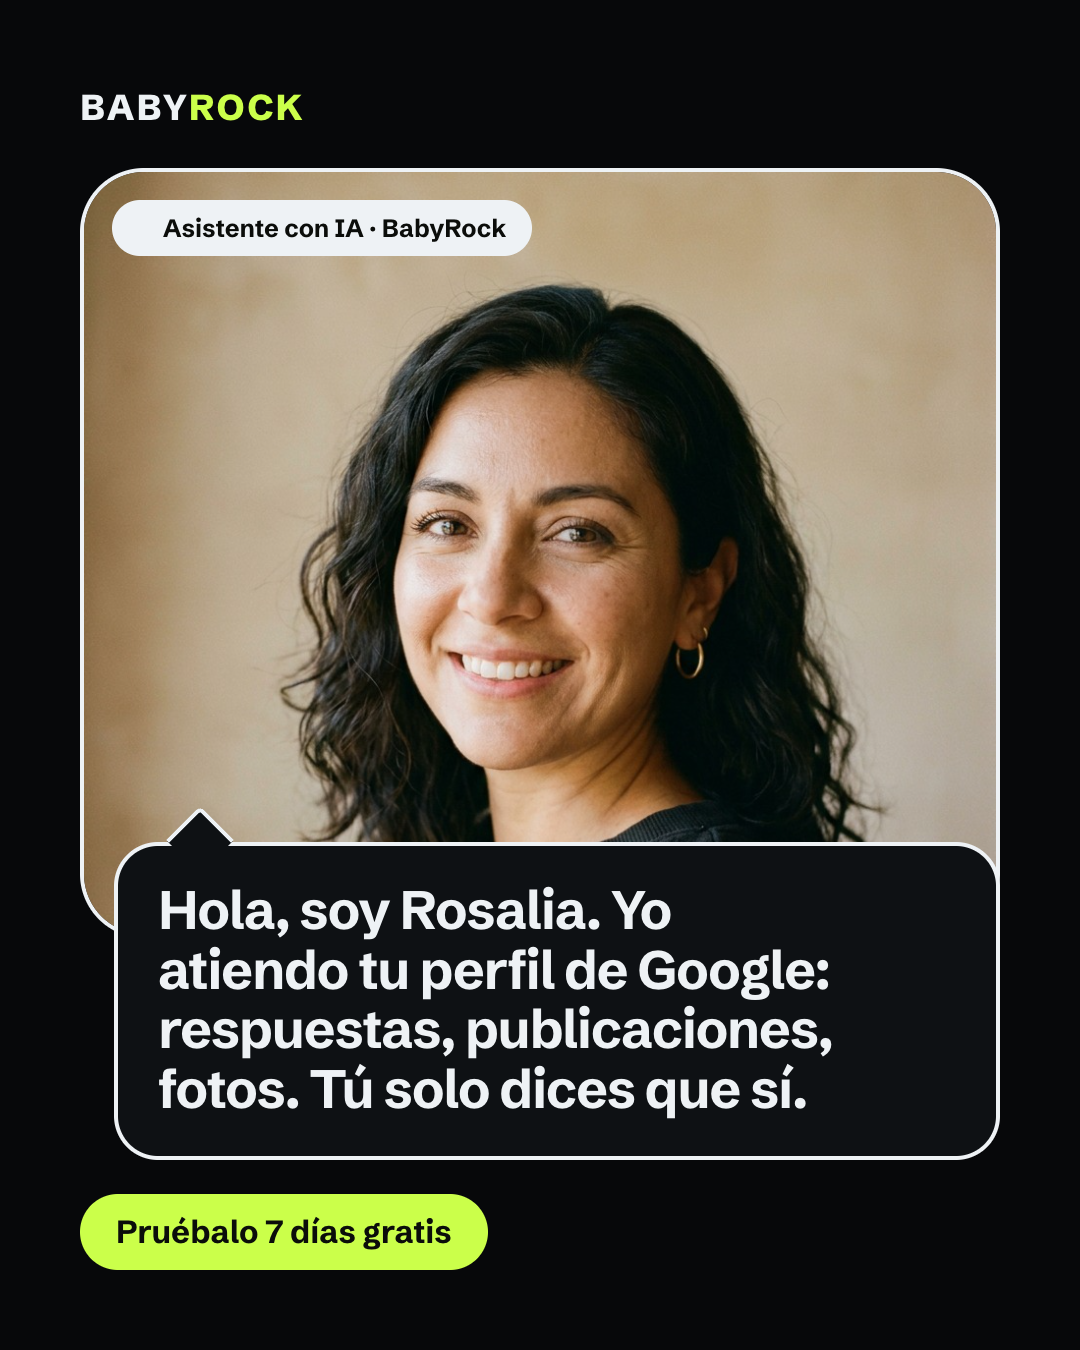 BABYROCK
Asistente con IA · BabyRock
Hola, soy Rosalia. Yo
atiendo tu perfil de Google:
respuestas, publicaciones,
fotos. Tú solo dices que sí.
Pruébalo 7 días gratis